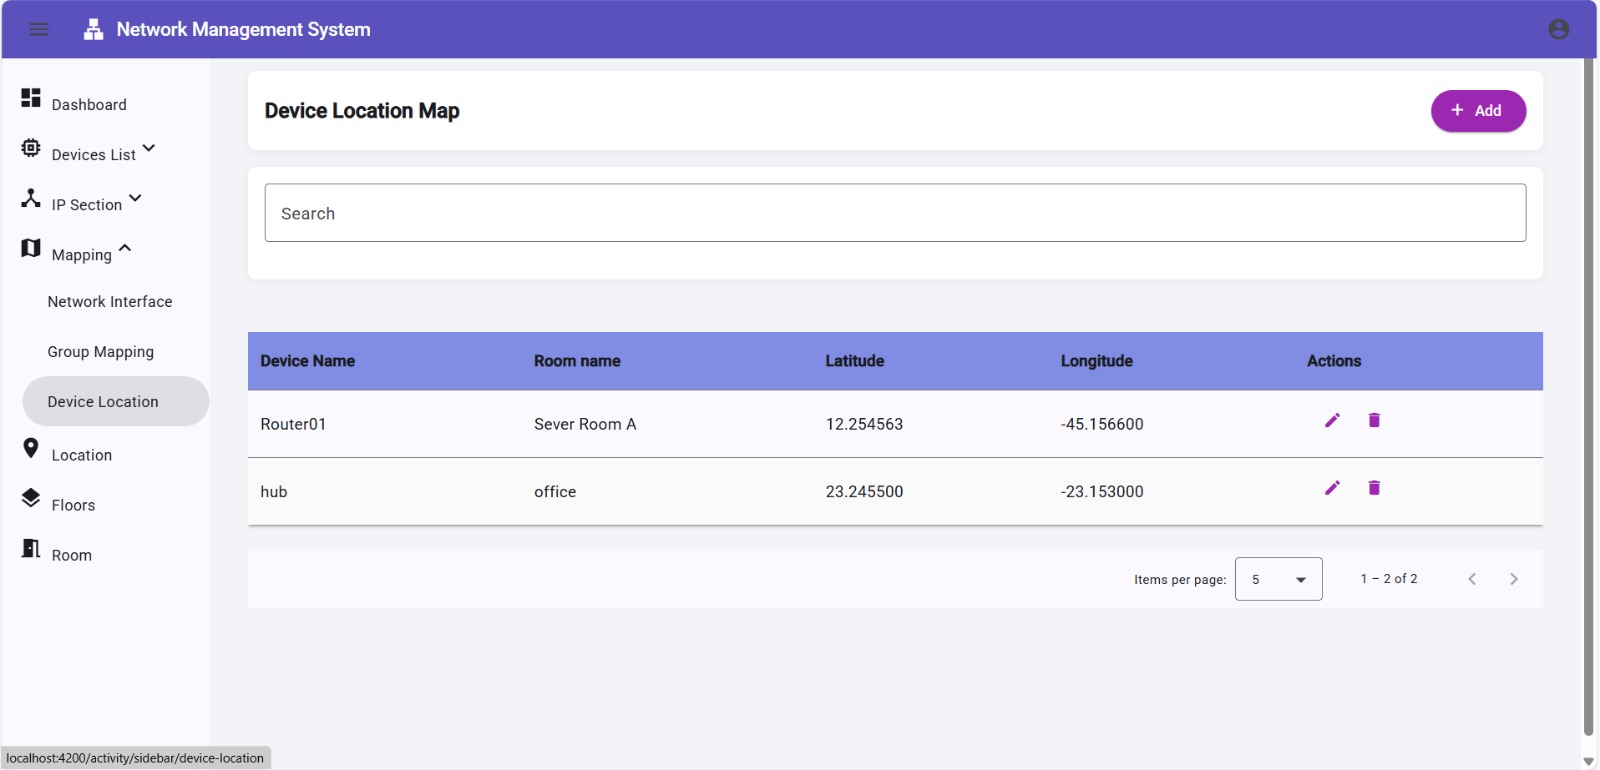 Network Management System
Dashboard
Devices List
IP Section
Mapping
Network Interface
Group Mapping
Device Location
Location
Floors
Room
Device Location Map
+ Add
Search
Device Name Room name Latitude Longitude Actions
Router01 Sever Room A 12.254563 -45.156600
hub office 23.245500 -23.153000
Items per page: 5 1 – 2 of 2
localhost:4200/activity/sidebar/device-location